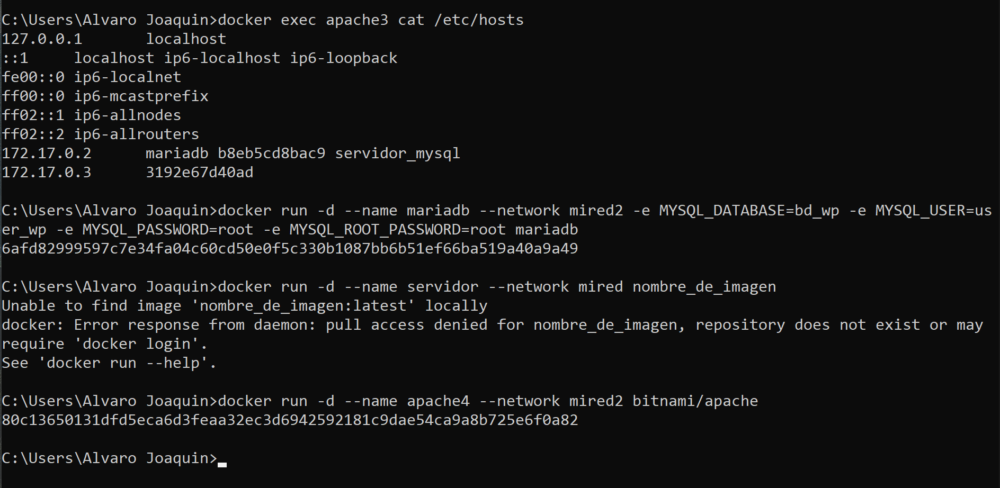 C:\Users\Alvaro Joaquin>docker exec apache3 cat /etc/hosts
127.0.0.1       localhost
::1     localhost ip6-localhost ip6-loopback
fe00::0 ip6-localnet
ff00::0 ip6-mcastprefix
ff02::1 ip6-allnodes
ff02::2 ip6-allrouters
172.17.0.2      mariadb b8eb5cd8bac9 servidor_mysql
172.17.0.3      3192e67d40ad
C:\Users\Alvaro Joaquin>docker run -d --name mariadb --network mired2 -e MYSQL_DATABASE=bd_wp -e MYSQL_USER=us
er_wp -e MYSQL_PASSWORD=root -e MYSQL_ROOT_PASSWORD=root mariadb
6afd82999597c7e34fa04c60cd50e0f5c330b1087bb6b51ef66ba519a40a9a49
C:\Users\Alvaro Joaquin>docker run -d --name servidor --network mired nombre_de_imagen
Unable to find image 'nombre_de_imagen:latest' locally
docker: Error response from daemon: pull access denied for nombre_de_imagen, repository does not exist or may
require 'docker login'.
See 'docker run --help'.
C:\Users\Alvaro Joaquin>docker run -d --name apache4 --network mired2 bitnami/apache
80c13650131dfd5eca6d3feaa32ec3d6942592181c9dae54ca9a8b725e6f0a82
C:\Users\Alvaro Joaquin>